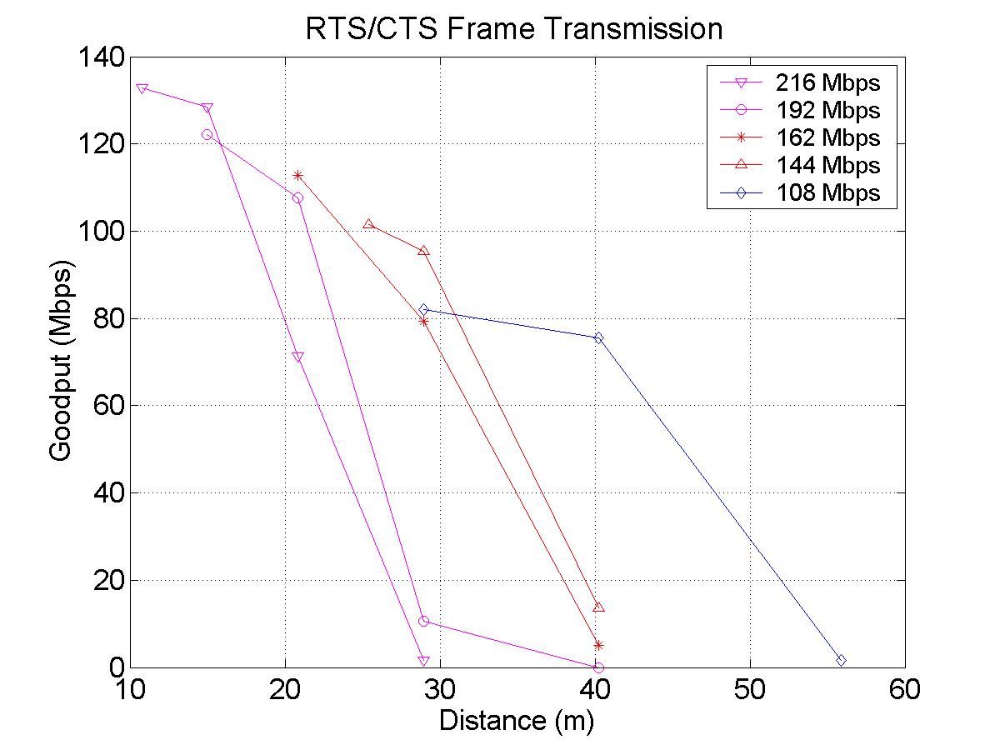 RTS/CTS Frame Transmission
140
120
100
80
60
40
20
0
10 20 30 40 50 60
Goodput (Mbps)
Distance (m)
216 Mbps
192 Mbps
162 Mbps
144 Mbps
108 Mbps